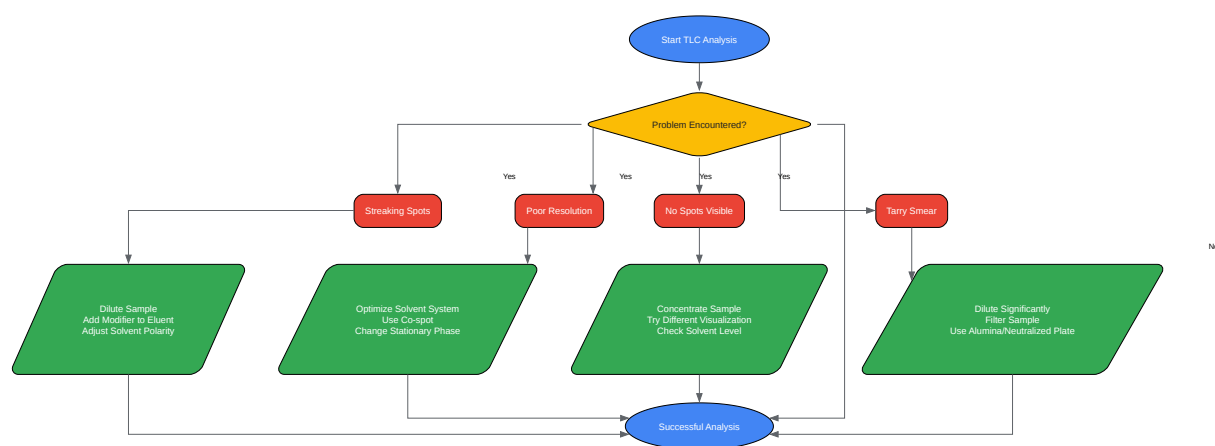 Start TLC Analysis
Problem Encountered?
Yes
Yes
Yes
Yes
Streaking Spots
Poor Resolution
No Spots Visible
Tarry Smear
Dilute Sample
Add Modifier to Eluent
Adjust Solvent Polarity
Optimize Solvent System
Use Co-spot
Change Stationary Phase
Concentrate Sample
Try Different Visualization
Check Solvent Level
Dilute Significantly
Filter Sample
Use Alumina/Neutralized Plate
Successful Analysis